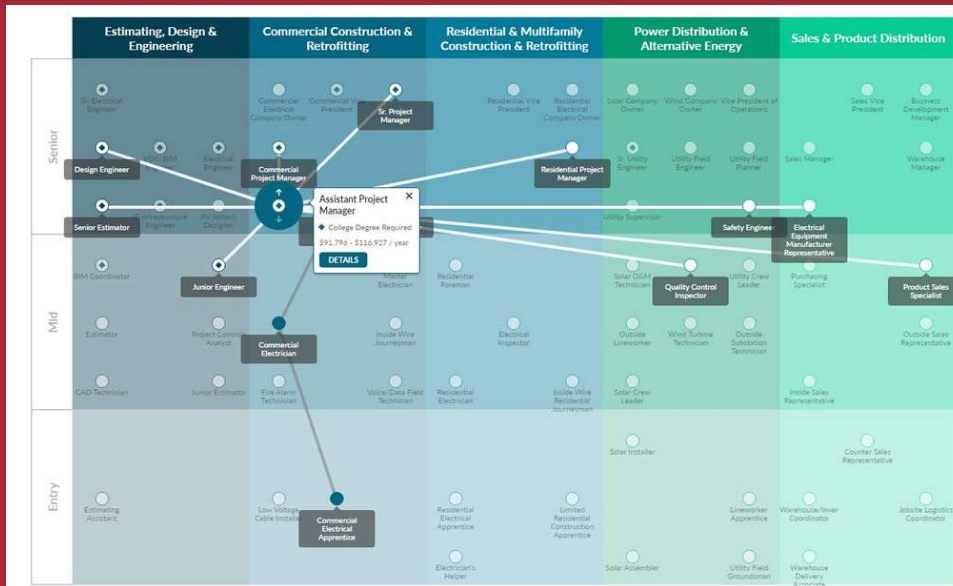 Estimating, Design &
Engineering
Commercial Construction &
Retrofitting
Residential & Multifamily
Construction & Retrofitting
Power Distribution &
Alternative Energy
Sales & Product Distribution
Senior
Sr. Electrical
Engineer
Commercial
Electrical
Company Owner
Commercial Vice
President
Sr. Project
Manager
Residential Vice
President
Residential
Electrical
Company Owner
Solar Company
Owner
Wind Company
Owner
Vice President of
Operations
Sales Vice
President
Business
Development
Manager
Design Engineer
Electrical
Engineer
Commercial
Project Manager
Residential Project
Manager
Sr. Utility
Engineer
Utility Field
Engineer
Utility Field
Planner
Sales Manager
Warehouse
Manager
Senior Estimator
Infrastructure
Engineer
PV System
Designer
Assistant Project
Manager
College Degree Required
$91,796 - $116,927 / year
DETAILS
Utility Supervisor
Safety Engineer
Electrical
Equipment
Manufacturer
Representative
Mid
BIM Coordinator
Junior Engineer
Master
Electrician
Residential
Foreman
Solar O&M
Technician
Quality Control
Inspector
Utility Crew
Leader
Purchasing
Specialist
Product Sales
Specialist
Estimator
Project Controls
Analyst
Commercial
Electrician
Inside Wire
Journeyman
Electrical
Inspector
Outside
Lineworker
Wind Turbine
Technician
Outside
Substation
Technician
Outside Sales
Representative
CAD Technician
Junior Estimator
Fire Alarm
Technician
Voice/Data Field
Technician
Residential
Electrician
Inside Wire
Residential
Journeyman
Solar Crew
Leader
Inside Sales
Representative
Entry
Solar Installer
Counter Sales
Representative
Estimating
Assistant
Low Voltage
Cable Installer
Commercial
Electrical
Apprentice
Residential
Electrical
Apprentice
Limited
Residential
Construction
Apprentice
Lineworker
Apprentice
Warehouse/Inver
Coordinator
Jobsite Logistics
Coordinator
Electrician's
Helper
Solar Assembler
Utility Field
Groundsman
Warehouse
Delivery
Associate